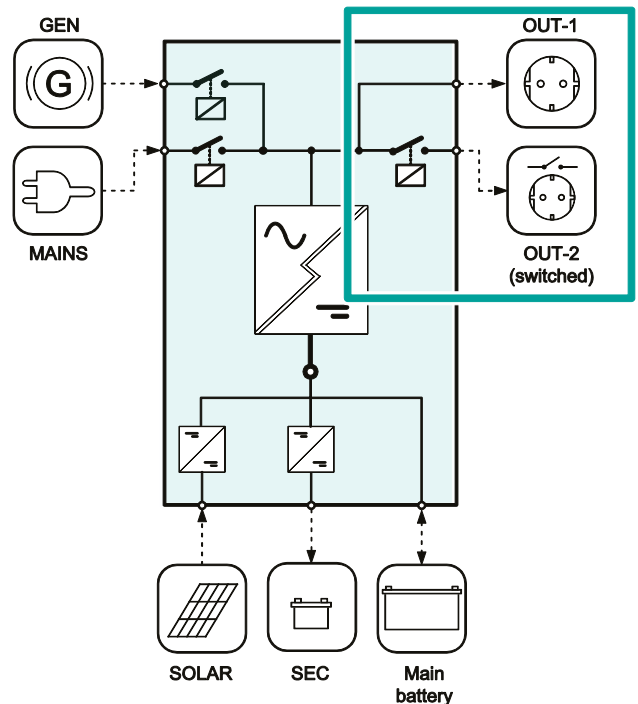 GEN
OUT-1
G
MAINS
OUT-2
(switched)
SOLAR
SEC
Main
battery